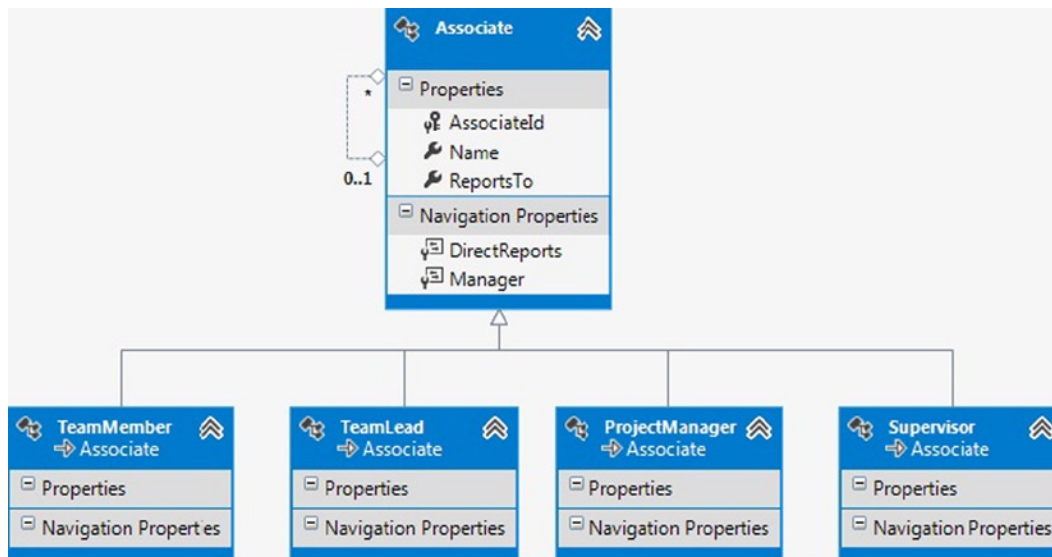 Associate
Properties
*
AssociateId
Name
0..1
ReportsTo
Navigation Properties
DirectReports
Manager
TeamMember
Associate
Properties
Navigation Properties
TeamLead
Associate
Properties
Navigation Properties
ProjectManager
Associate
Properties
Navigation Properties
Supervisor
Associate
Properties
Navigation Properties